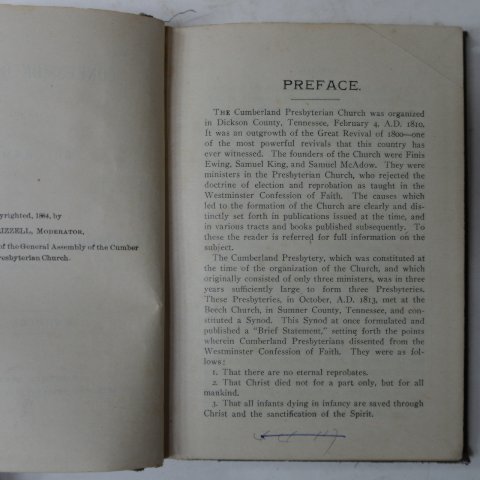 pyrighted, 1884, by
RIZZELL, MODERATOR,
of the General Assembly of the Cumber
resbyterian Church.
PREFACE.
THE Cumberland Presbyterian Church was organized
in Dickson County, Tennessee, February 4, A.D. 1810.
It was an outgrowth of the Great Revival of 1800—one
of the most powerful revivals that this country has
ever witnessed. The founders of the Church were Finis
Ewing, Samuel King, and Samuel McAdow. They were
ministers in the Presbyterian Church, who rejected the
doctrine of election and reprobation as taught in the
Westminster Confession of Faith. The causes which
led to the formation of the Church are clearly and dis-
tinctly set forth in publications issued at the time, and
in various tracts and books published subsequently. To
these the reader is referred for full information on the
subject.
The Cumberland Presbytery, which was constituted at
the time of the organization of the Church, and which
originally consisted of only three ministers, was in three
years sufficiently large to form three Presbyteries.
These Presbyteries, in October, A.D. 1813, met at the
Beech Church, in Sumner County, Tennessee, and con-
stituted a Synod. This Synod at once formulated and
published a "Brief Statement," setting forth the points
wherein Cumberland Presbyterians dissented from the
Westminster Confession of Faith. They were as fol-
lows:
1. That there are no eternal reprobates.
2. That Christ died not for a part only, but for all
mankind.
3. That all infants dying in infancy are saved through
Christ and the sanctification of the Spirit.